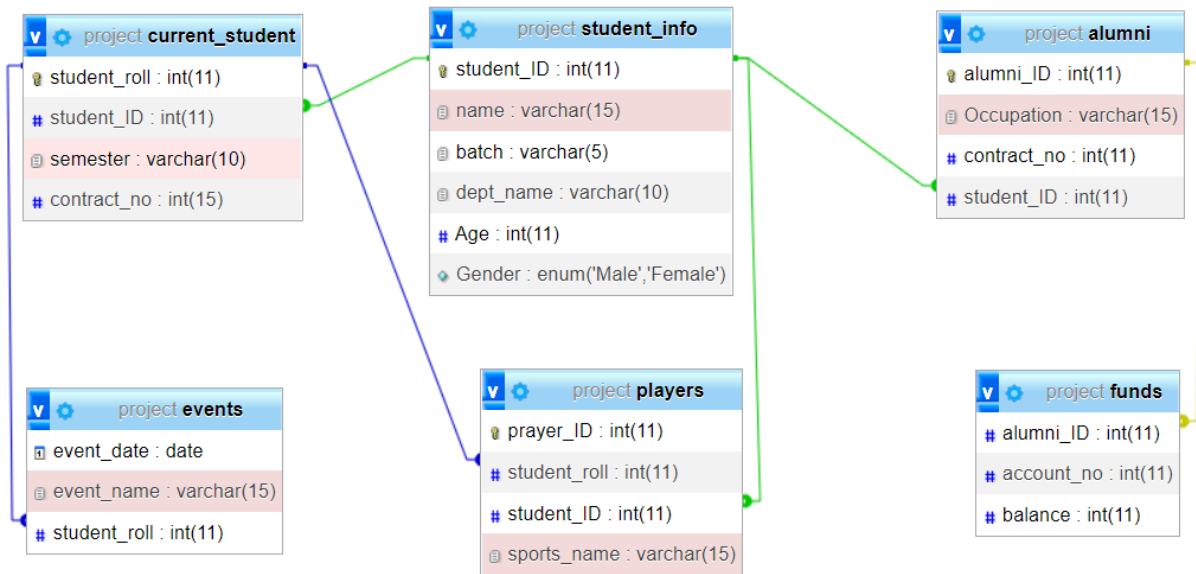 project current_student
student_roll : int(11)
student_ID : int(11)
semester : varchar(10)
contract_no : int(15)
project student_info
student_ID : int(11)
name : varchar(15)
batch : varchar(5)
dept_name : varchar(10)
Age : int(11)
Gender : enum('Male','Female')
project alumni
alumni_ID : int(11)
Occupation : varchar(15)
contract_no : int(11)
student_ID : int(11)
project events
event_date : date
event_name : varchar(15)
student_roll : int(11)
project players
prayer_ID : int(11)
student_roll : int(11)
student_ID : int(11)
sports_name : varchar(15)
project funds
alumni_ID : int(11)
account_no : int(11)
balance : int(11)